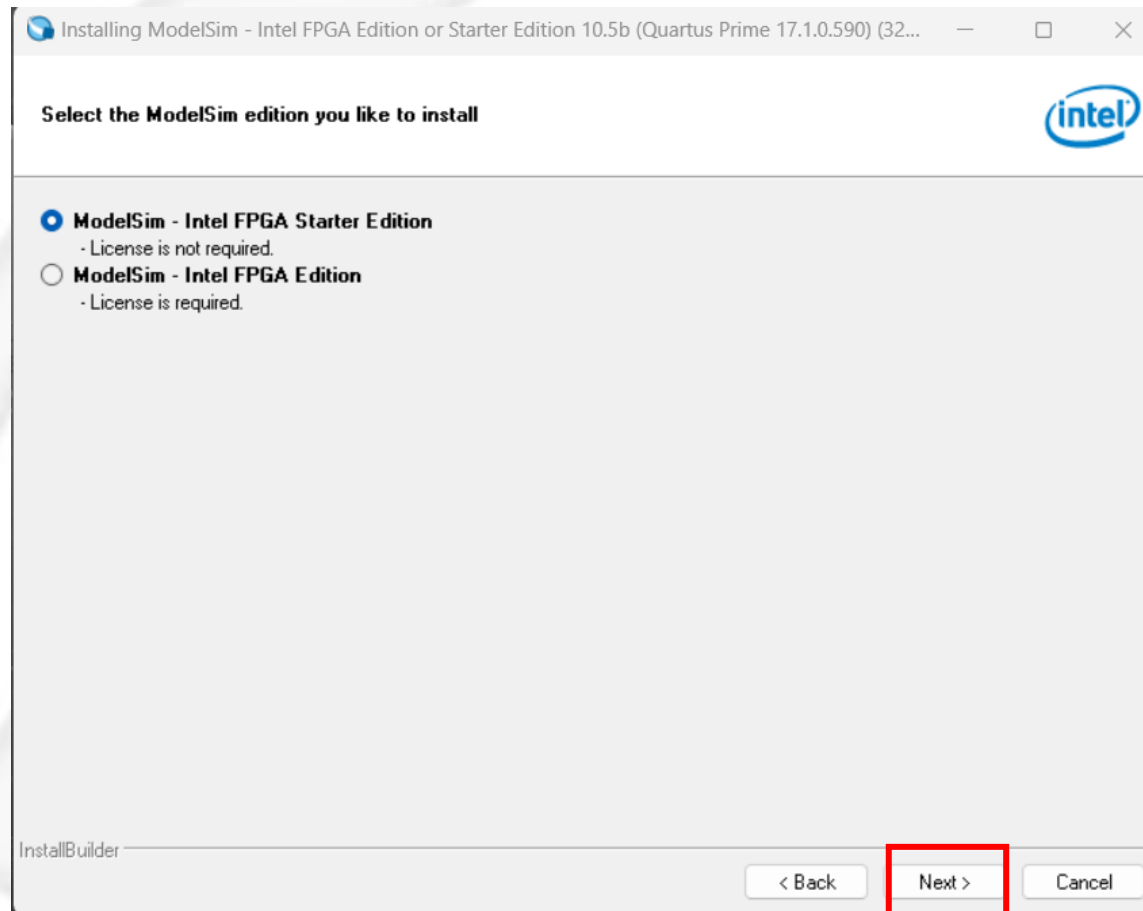 Installing ModelSim - Intel FPGA Edition or Starter Edition 10.5b (Quartus Prime 17.1.0.590) (32...
Select the ModelSim edition you like to install
intel
ModelSim - Intel FPGA Starter Edition
- License is not required.
ModelSim - Intel FPGA Edition
- License is required.
InstallBuilder
< Back Next > Cancel